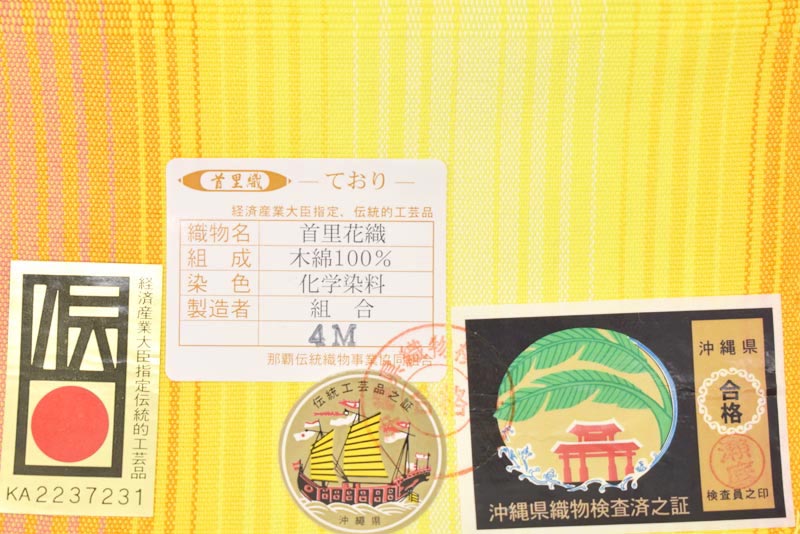 首里織 ーておりー
経済産業大臣指定、伝統的工芸品
織物名 首里花織
組成 木綿100%
染色 化学染料
製造者 組合
4M
那覇伝統織物事業協同組合
伝
経済産業大臣指定伝統的工芸品
KA2237231
伝統工芸品之証
沖縄県
沖縄県
合格
検査員之印
沖縄県織物検査済之証